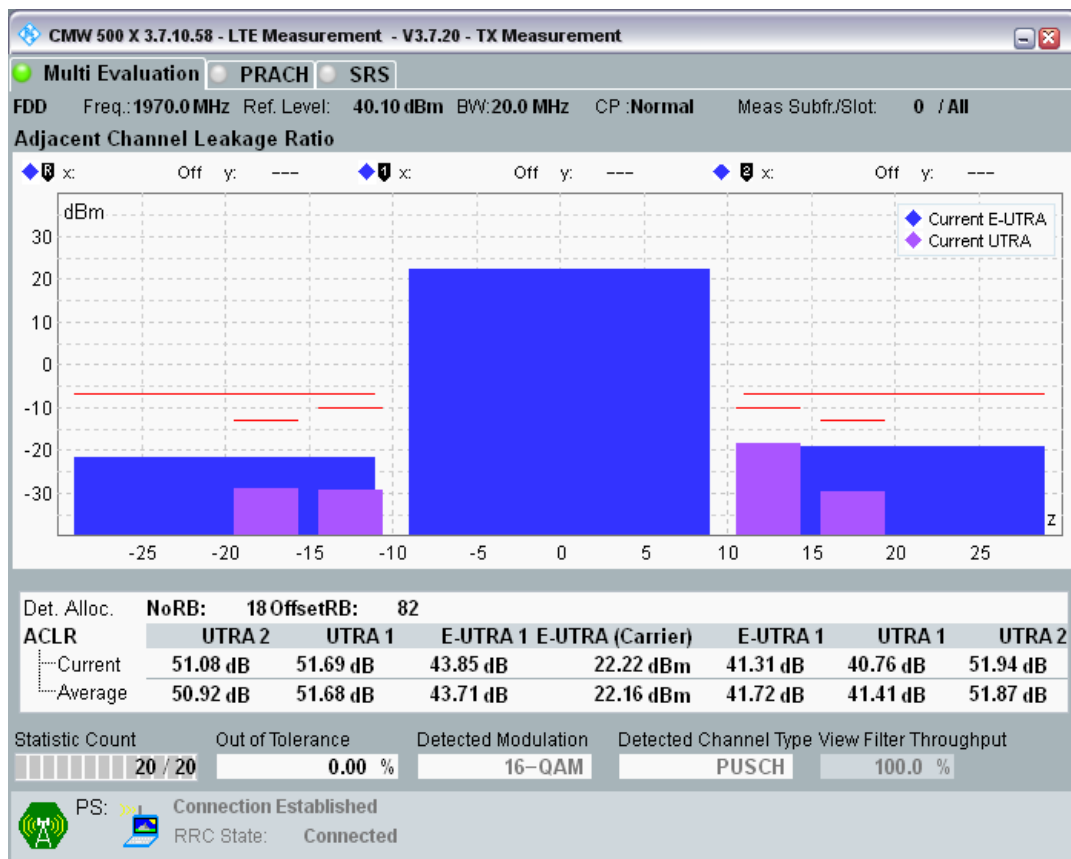 CMW 500 X 3.7.10.58 - LTE Measurement - V3.7.20 - TX Measurement
Multi Evaluation PRACH SRS
FDD Freq.:1970.0 MHz Ref. Level: 40.10 dBm BW:20.0 MHz CP :Normal Meas Subfr./Slot: 0 / All
Adjacent Channel Leakage Ratio
R x: Off y: --- 1 x: Off y: --- 2 x: Off y: ---
dBm
Current E-UTRA
Current UTRA
30
20
10
0
-10
-20
-30
z
-25 -20 -15 -10 -5 0 5 10 15 20 25
Det. Alloc. NoRB: 18 OffsetRB: 82
ACLR UTRA 2 UTRA 1 E-UTRA 1 E-UTRA (Carrier) E-UTRA 1 UTRA 1 UTRA 2
Current 51.08 dB 51.69 dB 43.85 dB 22.22 dBm 41.31 dB 40.76 dB 51.94 dB
Average 50.92 dB 51.68 dB 43.71 dB 22.16 dBm 41.72 dB 41.41 dB 51.87 dB
Statistic Count Out of Tolerance Detected Modulation Detected Channel Type View Filter Throughput
20 / 20 0.00 % 16-QAM PUSCH 100.0 %
PS: Connection Established
RRC State: Connected